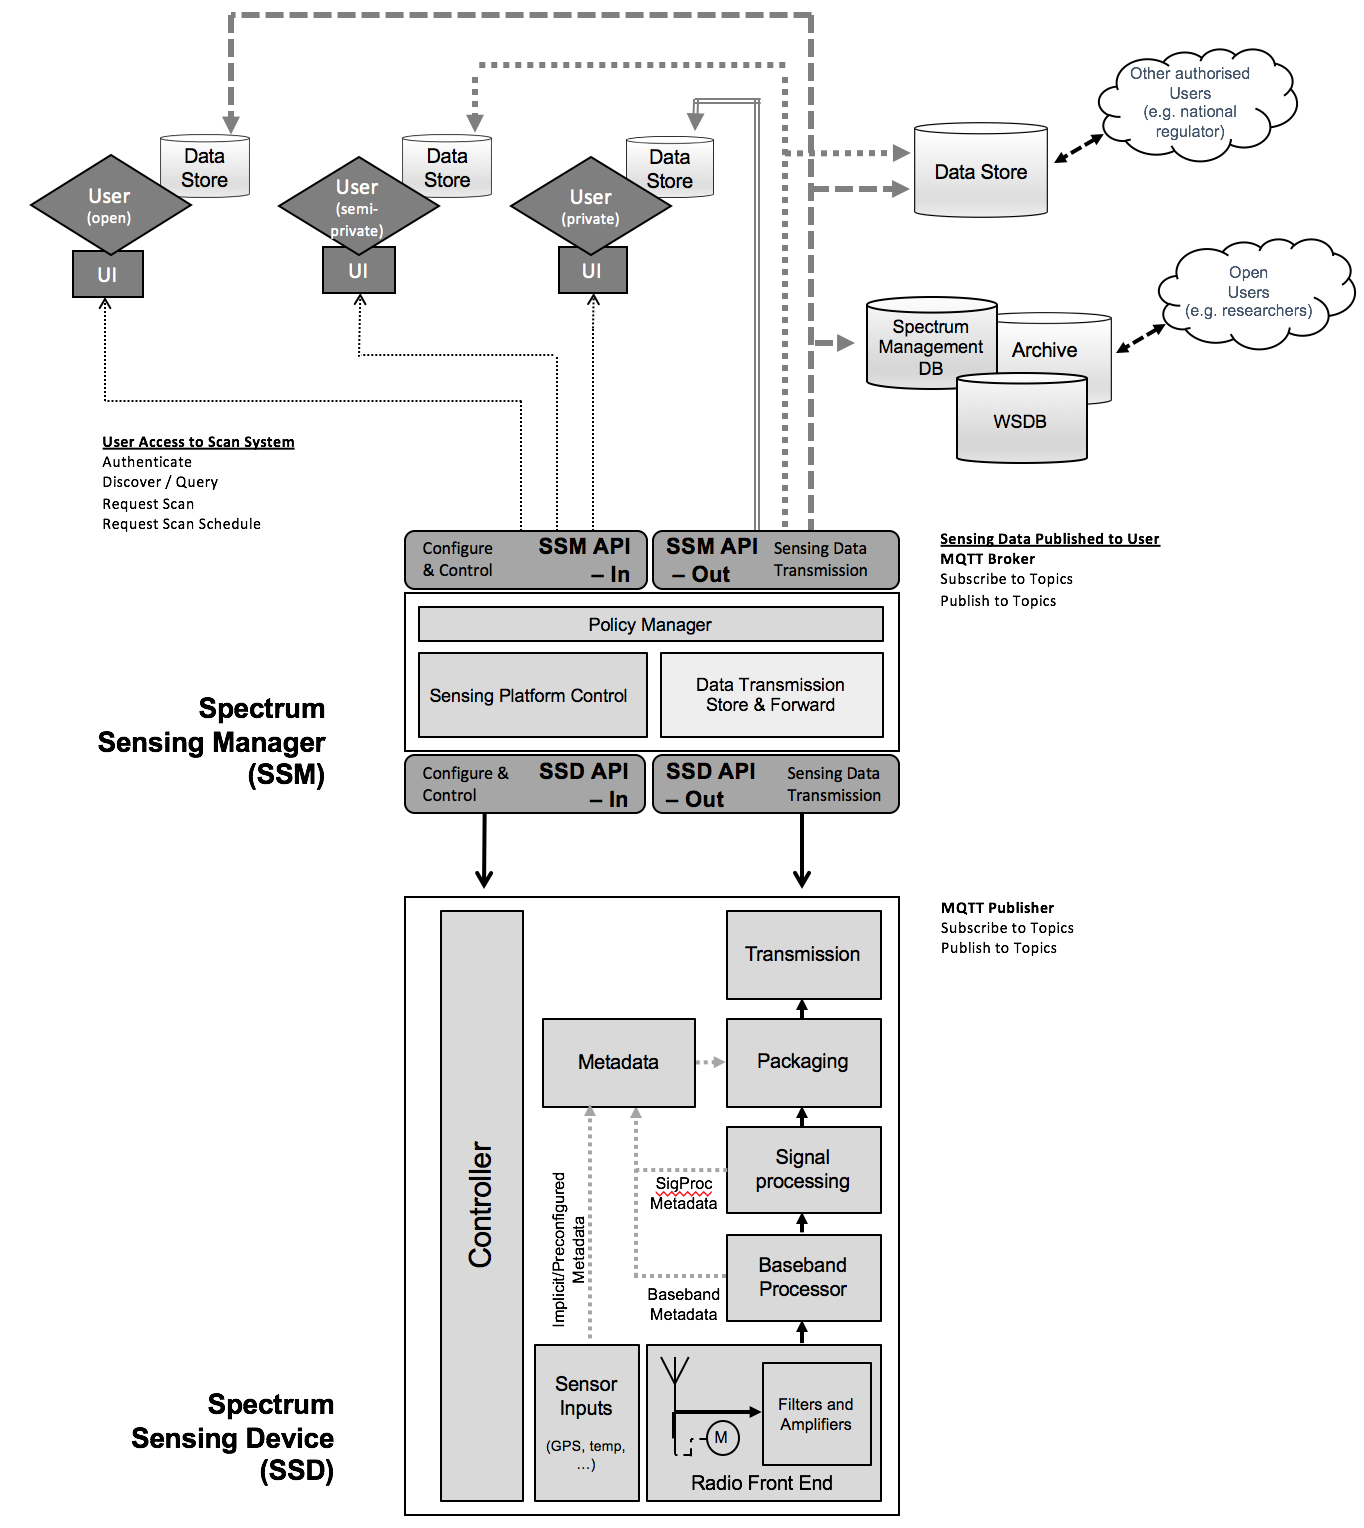 Other authorised
Users
(e.g. national
regulator)
Data
Store
Data
Store
Data
Store
Data Store
User
(open)
User
(semi-
private)
User
(private)
UI
UI
UI
Open
Users
(e.g. researchers)
Spectrum
Management
DB
Archive
WSDB
User Access to Scan System
Authenticate
Discover / Query
Request Scan
Request Scan Schedule
Configure
& Control
SSM API
– In
SSM API
– Out
Sensing Data
Transmission
Sensing Data Published to User
MQTT Broker
Subscribe to Topics
Publish to Topics
Policy Manager
Sensing Platform Control
Data Transmission
Store & Forward
Spectrum
Sensing Manager
(SSM)
Configure &
Control
SSD API
– In
SSD API
– Out
Sensing Data
Transmission
MQTT Publisher
Subscribe to Topics
Publish to Topics
Controller
Transmission
Metadata
Packaging
Signal
processing
SigProc
Metadata
Implicit/Preconfigured
Metadata
Baseband
Processor
Baseband
Metadata
Sensor
Inputs
(GPS, temp,
...)
Filters and
Amplifiers
M
Radio Front End
Spectrum
Sensing Device
(SSD)